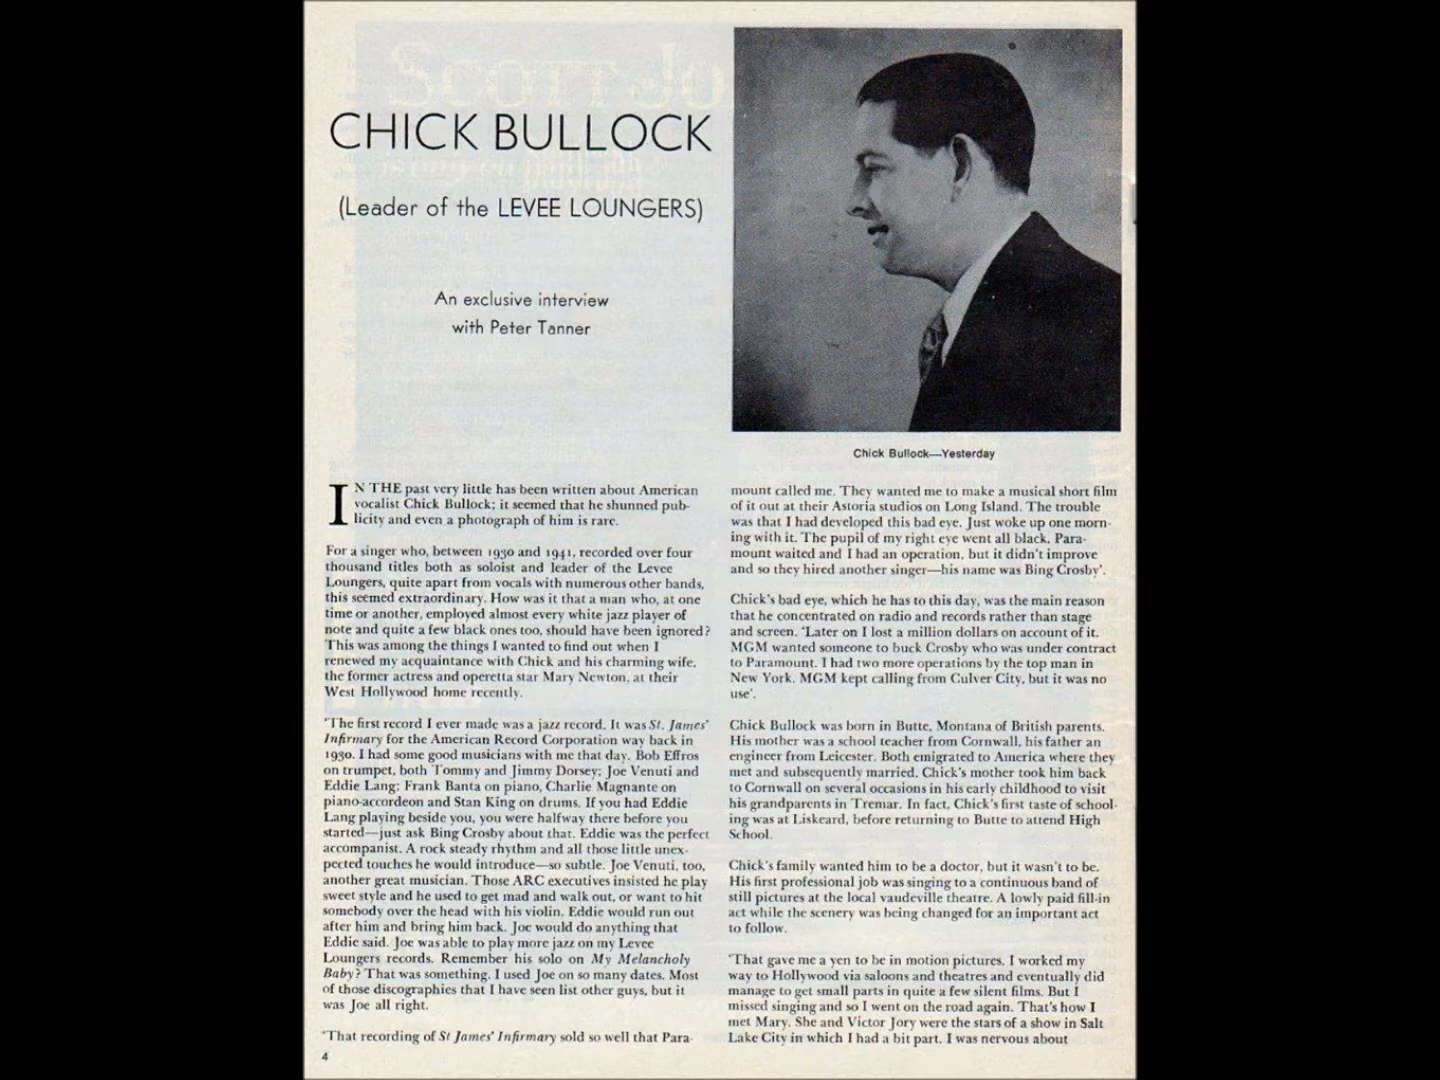 CHICK BULLOCK
(Leader of the LEVEE LOUNGERS)
An exclusive interview
with Peter Tanner
Chick Bullock—Yesterday
IN THE past very little has been written about American
vocalist Chick Bullock; it seemed that he shunned pub-
licity and even a photograph of him is rare.
For a singer who, between 1930 and 1941, recorded over four
thousand titles both as soloist and leader of the Levee
Loungers, quite apart from vocals with numerous other bands,
this seemed extraordinary. How was it that a man who, at one
time or another, employed almost every white jazz player of
note and quite a few black ones too, should have been ignored?
This was among the things I wanted to find out when I
renewed my acquaintance with Chick and his charming wife,
the former actress and operetta star Mary Newton, at their
West Hollywood home recently.
'The first record I ever made was a jazz record. It was St. James'
Infirmary for the American Record Corporation way back in
1930. I had some good musicians with me that day. Bob Effros
on trumpet, both Tommy and Jimmy Dorsey; Joe Venuti and
Eddie Lang; Frank Banta on piano, Charlie Magnante on
piano-accordeon and Stan King on drums. If you had Eddie
Lang playing beside you, you were halfway there before you
started—just ask Bing Crosby about that. Eddie was the perfect
accompanist. A rock steady rhythm and all those little unex-
pected touches he would introduce—so subtle. Joe Venuti, too,
another great musician. Those ARC executives insisted he play
sweet style and he used to get mad and walk out, or want to hit
somebody over the head with his violin. Eddie would run out
after him and bring him back. Joe would do anything that
Eddie said. Joe was able to play more jazz on my Levee
Loungers records. Remember his solo on My Melancholy
Baby? That was something. I used Joe on so many dates. Most
of those discographies that I have seen list other guys, but it
was Joe all right.
'That recording of St James' Infirmary sold so well that Para-
4
mount called me. They wanted me to make a musical short film
of it out at their Astoria studios on Long Island. The trouble
was that I had developed this bad eye. Just woke up one morn-
ing with it. The pupil of my right eye went all black. Para-
mount waited and I had an operation, but it didn't improve
and so they hired another singer—his name was Bing Crosby'.
Chick's bad eye, which he has to this day, was the main reason
that he concentrated on radio and records rather than stage
and screen. 'Later on I lost a million dollars on account of it.
MGM wanted someone to buck Crosby who was under contract
to Paramount. I had two more operations by the top man in
New York. MGM kept calling from Culver City, but it was no
use'.
Chick Bullock was born in Butte, Montana of British parents.
His mother was a school teacher from Cornwall, his father an
engineer from Leicester. Both emigrated to America where they
met and subsequently married. Chick's mother took him back
to Cornwall on several occasions in his early childhood to visit
his grandparents in Tremar. In fact, Chick's first taste of school-
ing was at Liskeard, before returning to Butte to attend High
School.
Chick's family wanted him to be a doctor, but it wasn't to be.
His first professional job was singing to a continuous band of
still pictures at the local vaudeville theatre. A lowly paid fill-in
act while the scenery was being changed for an important act
to follow.
'That gave me a yen to be in motion pictures. I worked my
way to Hollywood via saloons and theatres and eventually did
manage to get small parts in quite a few silent films. But I
missed singing and so I went on the road again. That's how I
met Mary. She and Victor Jory were the stars of a show in Salt
Lake City in which I had a bit part. I was nervous about